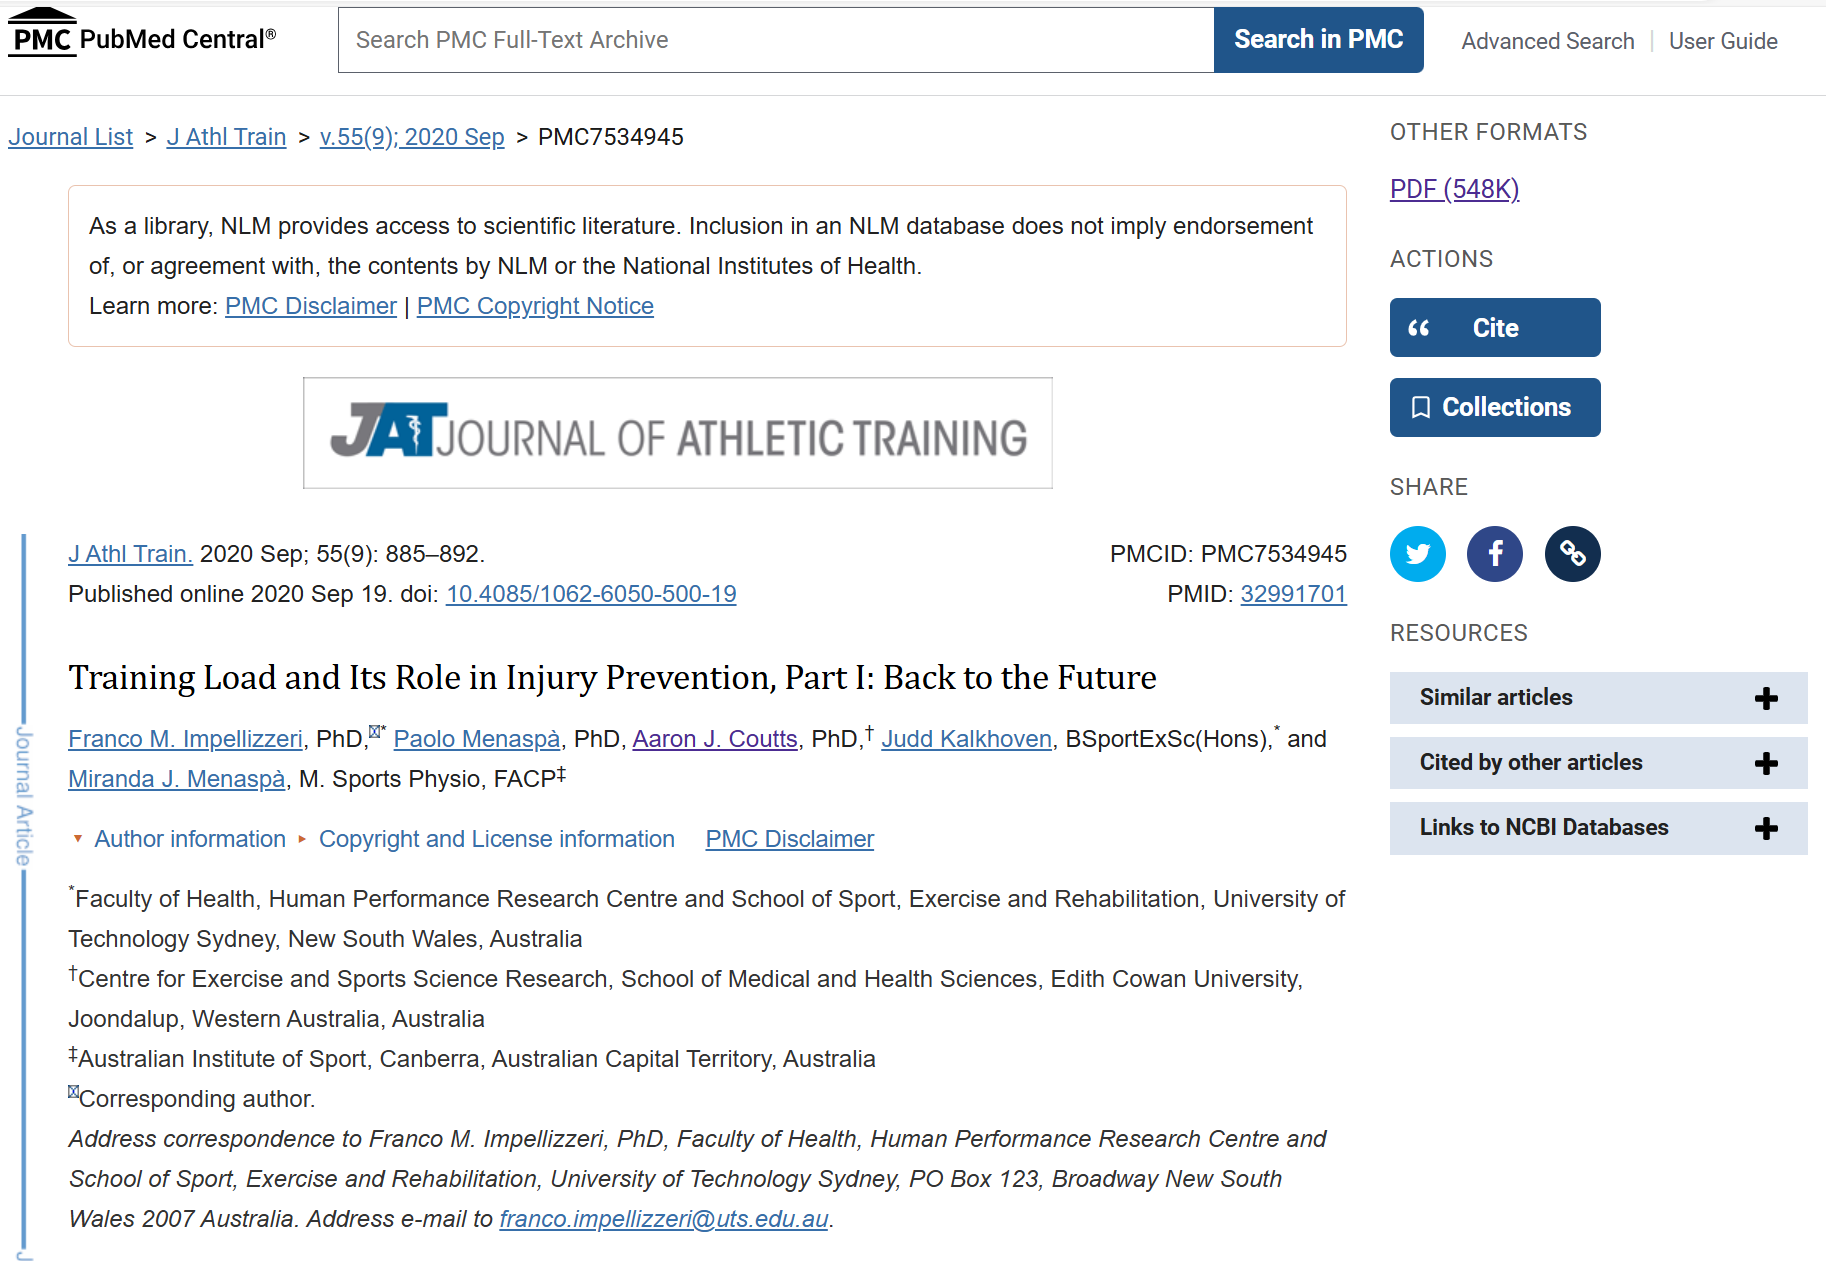 PMC PubMed Central®
Search PMC Full-Text Archive
Search in PMC
Advanced Search | User Guide
Journal List > J Athl Train > v.55(9); 2020 Sep > PMC7534945
As a library, NLM provides access to scientific literature. Inclusion in an NLM database does not imply endorsement
of, or agreement with, the contents by NLM or the National Institutes of Health.
Learn more: PMC Disclaimer | PMC Copyright Notice
JAT JOURNAL OF ATHLETIC TRAINING
J Athl Train. 2020 Sep; 55(9): 885–892.
PMCID: PMC7534945
Published online 2020 Sep 19. doi: 10.4085/1062-6050-500-19
PMID: 32991701
Training Load and Its Role in Injury Prevention, Part I: Back to the Future
Franco M. Impellizzeri, PhD,* Paolo Menaspà, PhD, Aaron J. Coutts, PhD,† Judd Kalkhoven, BSportExSc(Hons),* and
Miranda J. Menaspà, M. Sports Physio, FACP‡
Author information Copyright and License information PMC Disclaimer
*Faculty of Health, Human Performance Research Centre and School of Sport, Exercise and Rehabilitation, University of
Technology Sydney, New South Wales, Australia
†Centre for Exercise and Sports Science Research, School of Medical and Health Sciences, Edith Cowan University,
Joondalup, Western Australia, Australia
‡Australian Institute of Sport, Canberra, Australian Capital Territory, Australia
Corresponding author.
Address correspondence to Franco M. Impellizzeri, PhD, Faculty of Health, Human Performance Research Centre and
School of Sport, Exercise and Rehabilitation, University of Technology Sydney, PO Box 123, Broadway New South
Wales 2007 Australia. Address e-mail to franco.impellizzeri@uts.edu.au.
Journal Article
J
OTHER FORMATS
PDF (548K)
ACTIONS
Cite
Collections
SHARE
RESOURCES
Similar articles
Cited by other articles
Links to NCBI Databases